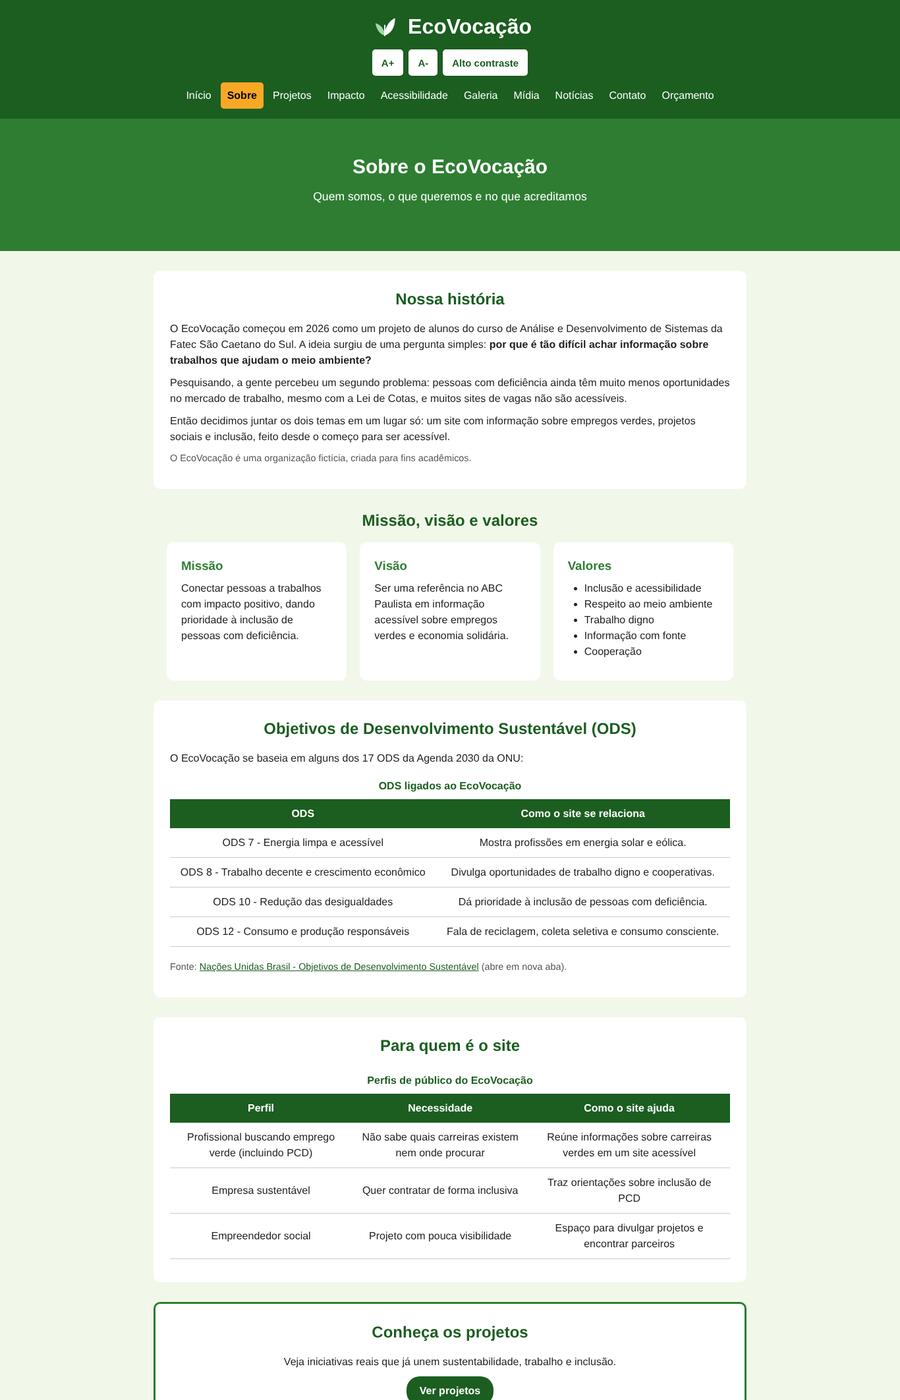 EcoVocação
A+ A- Alto contraste
Início Sobre Projetos Impacto Acessibilidade Galeria Mídia Notícias Contato Orçamento
Sobre o EcoVocação
Quem somos, o que queremos e no que acreditamos
Nossa história
O EcoVocação começou em 2026 como um projeto de alunos do curso de Análise e Desenvolvimento de Sistemas da
Fatec São Caetano do Sul. A ideia surgiu de uma pergunta simples: por que é tão difícil achar informação sobre
trabalhos que ajudam o meio ambiente?
Pesquisando, a gente percebeu um segundo problema: pessoas com deficiência ainda têm muito menos oportunidades
no mercado de trabalho, mesmo com a Lei de Cotas, e muitos sites de vagas não são acessíveis.
Então decidimos juntar os dois temas em um lugar só: um site com informação sobre empregos verdes, projetos
sociais e inclusão, feito desde o começo para ser acessível.
O EcoVocação é uma organização fictícia, criada para fins acadêmicos.
Missão, visão e valores
Missão
Conectar pessoas a trabalhos
com impacto positivo, dando
prioridade à inclusão de
pessoas com deficiência.
Visão
Ser uma referência no ABC
Paulista em informação
acessível sobre empregos
verdes e economia solidária.
Valores
• Inclusão e acessibilidade
• Respeito ao meio ambiente
• Trabalho digno
• Informação com fonte
• Cooperação
Objetivos de Desenvolvimento Sustentável (ODS)
O EcoVocação se baseia em alguns dos 17 ODS da Agenda 2030 da ONU:
ODS ligados ao EcoVocação
ODS Como o site se relaciona
ODS 7 - Energia limpa e acessível Mostra profissões em energia solar e eólica.
ODS 8 - Trabalho decente e crescimento econômico Divulga oportunidades de trabalho digno e cooperativas.
ODS 10 - Redução das desigualdades Dá prioridade à inclusão de pessoas com deficiência.
ODS 12 - Consumo e produção responsáveis Fala de reciclagem, coleta seletiva e consumo consciente.
Fonte: Nações Unidas Brasil - Objetivos de Desenvolvimento Sustentável (abre em nova aba).
Para quem é o site
Perfis de público do EcoVocação
Perfil Necessidade Como o site ajuda
Profissional buscando emprego
verde (incluindo PCD)
Não sabe quais carreiras existem
nem onde procurar
Reúne informações sobre carreiras
verdes em um site acessível
Empresa sustentável
Quer contratar de forma inclusiva
Traz orientações sobre inclusão de
PCD
Empreendedor social
Projeto com pouca visibilidade
Espaço para divulgar projetos e
encontrar parceiros
Conheça os projetos
Veja iniciativas reais que já unem sustentabilidade, trabalho e inclusão.
Ver projetos